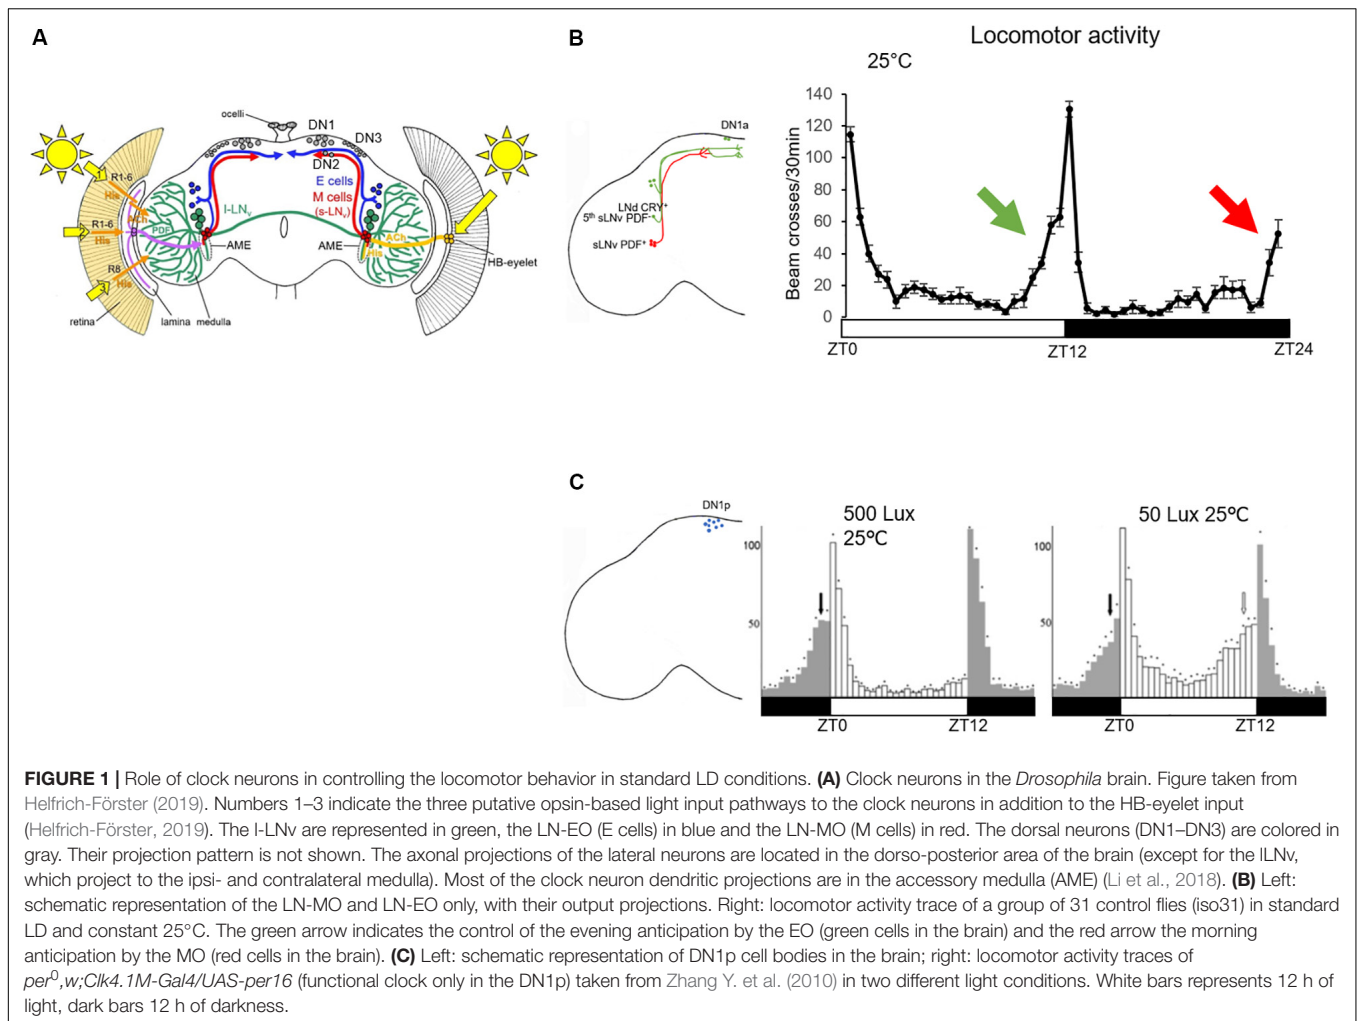 A
ocelli
DN1
DN3
DN2
R1-6
His
ACh
1
E cells
M cells
(s-LNv)
l-LNv
PDF
R1-6
2
His
AME
AME
ACh
His
HB-eyelet
R8
His
3
retina
lamina
medulla
B
DN1a
LNd CRY+
5th sLNv PDF-
sLNv PDF+
Locomotor activity
25°C
Beam crosses/30min
140
120
100
80
60
40
20
0
ZT0
ZT12
ZT24
C
DN1p
500 Lux
25ºC
100
50
ZT0
ZT12
50 Lux 25ºC
100
50
ZT0
ZT12
FIGURE 1 | Role of clock neurons in controlling the locomotor behavior in standard LD conditions. (A) Clock neurons in the Drosophila brain. Figure taken from
Helfrich-Förster (2019). Numbers 1–3 indicate the three putative opsin-based light input pathways to the clock neurons in addition to the HB-eyelet input
(Helfrich-Förster, 2019). The l-LNv are represented in green, the LN-EO (E cells) in blue and the LN-MO (M cells) in red. The dorsal neurons (DN1–DN3) are colored in
gray. Their projection pattern is not shown. The axonal projections of the lateral neurons are located in the dorso-posterior area of the brain (except for the lLNv,
which project to the ipsi- and contralateral medulla). Most of the clock neuron dendritic projections are in the accessory medulla (AME) (Li et al., 2018). (B) Left:
schematic representation of the LN-MO and LN-EO only, with their output projections. Right: locomotor activity trace of a group of 31 control flies (iso31) in standard
LD and constant 25°C. The green arrow indicates the control of the evening anticipation by the EO (green cells in the brain) and the red arrow the morning
anticipation by the MO (red cells in the brain). (C) Left: schematic representation of DN1p cell bodies in the brain; right: locomotor activity traces of
per0,w;Clk4.1M-Gal4/UAS-per16 (functional clock only in the DN1p) taken from Zhang Y. et al. (2010) in two different light conditions. White bars represents 12 h of
light, dark bars 12 h of darkness.